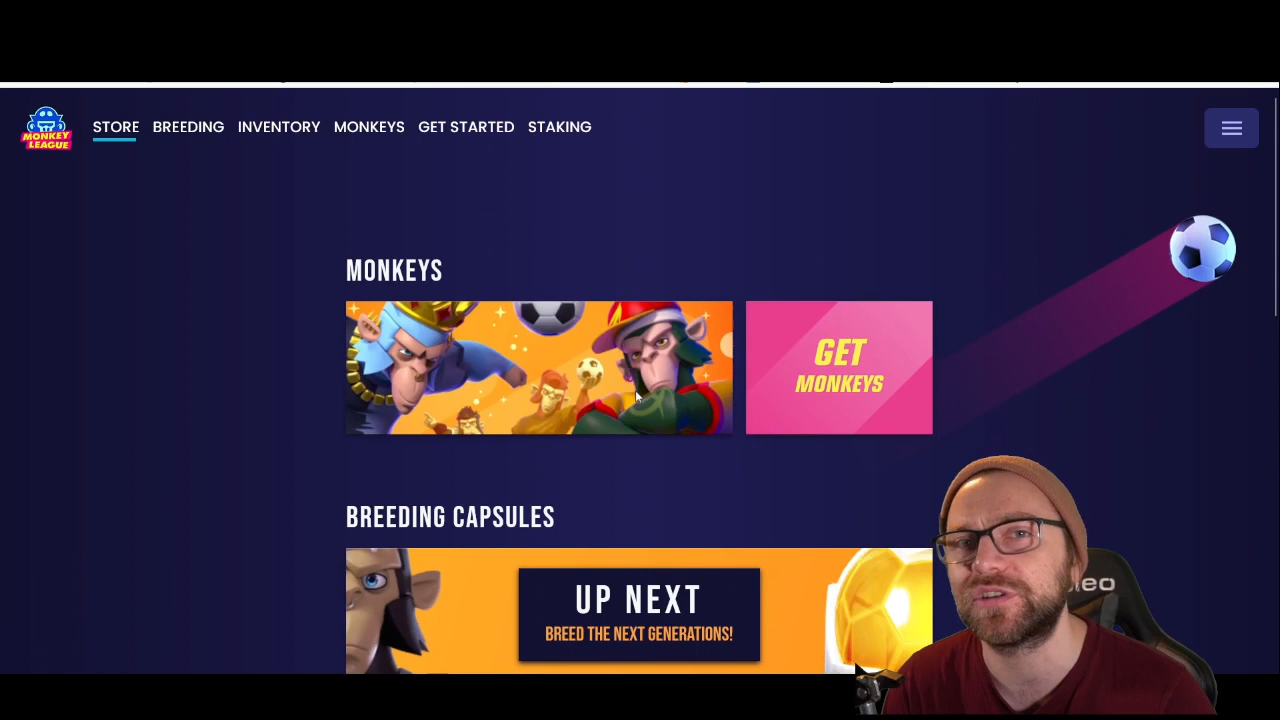 MONKEY
LEAGUE
STORE BREEDING INVENTORY MONKEYS GET STARTED STAKING
MONKEYS
GET
MONKEYS
BREEDING CAPSULES
UP NEXT
BREED THE NEXT GENERATIONS!